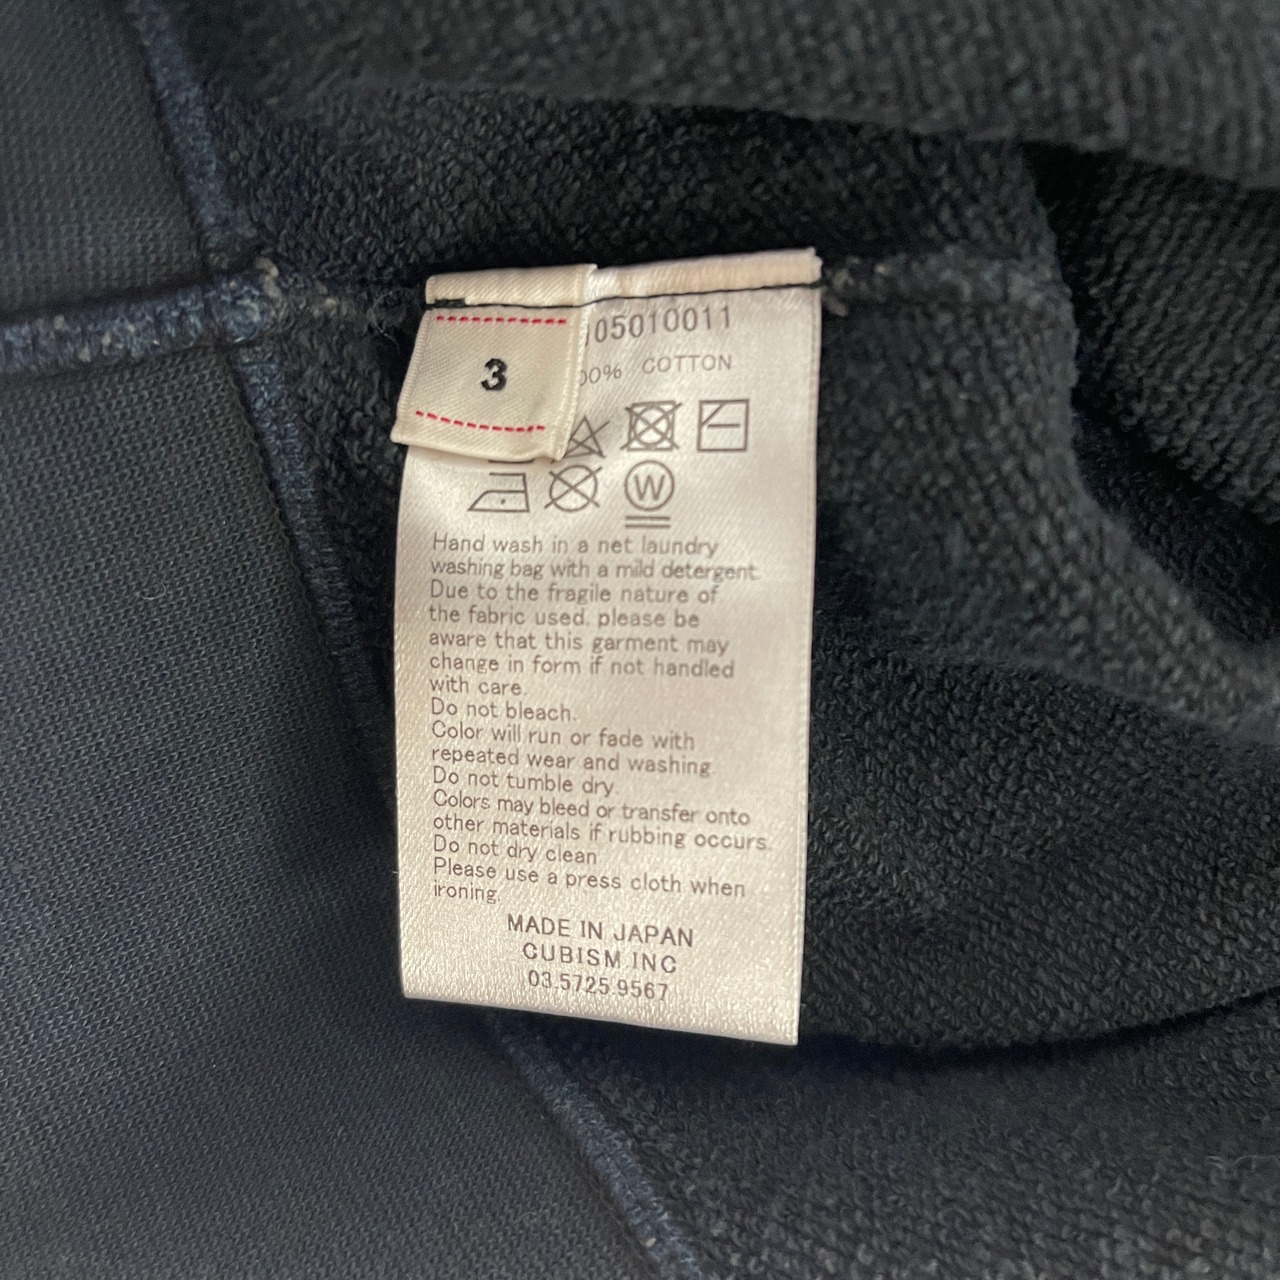 3
05010011
00% COTTON
W
Hand wash in a net laundry
washing bag with a mild detergent.
Due to the fragile nature of
the fabric used, please be
aware that this garment may
change in form if not handled
with care.
Do not bleach.
Color will run or fade with
repeated wear and washing.
Do not tumble dry.
Colors may bleed or transfer onto
other materials if rubbing occurs.
Do not dry clean
Please use a press cloth when
ironing.
MADE IN JAPAN
CUBISM INC
03.5725.9567